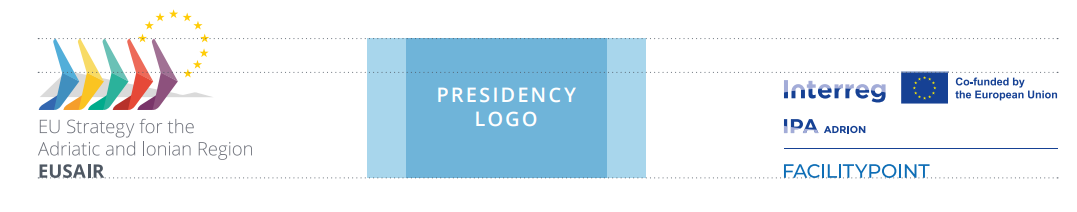 EU Strategy for the
Adriatic and Ionian Region
EUSAIR
PRESIDENCY
LOGO
Interreg
Co-funded by
the European Union
IPA ADRION
FACILITYPOINT